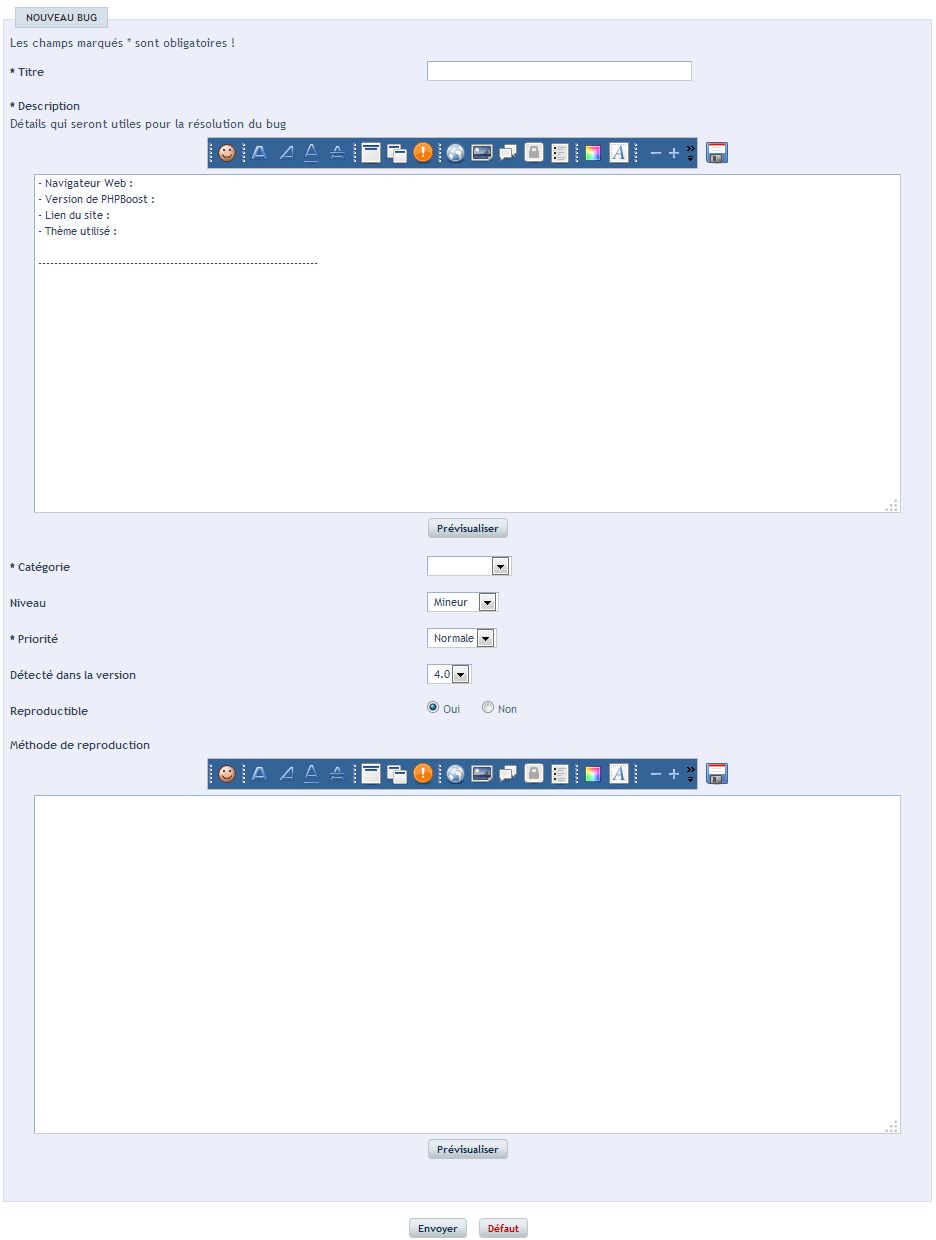 NOUVEAU BUG
Les champs marqués * sont obligatoires !
* Titre
* Description
Détails qui seront utiles pour la résolution du bug
- Navigateur Web :
- Version de PHPBoost :
- Lien du site :
- Thème utilisé :
----------------------------------------------------------------------
Prévisualiser
* Catégorie
Niveau Mineur
* Priorité Normale
Détecté dans la version 4.0
Reproductible Oui Non
Méthode de reproduction
Prévisualiser
Envoyer Défaut